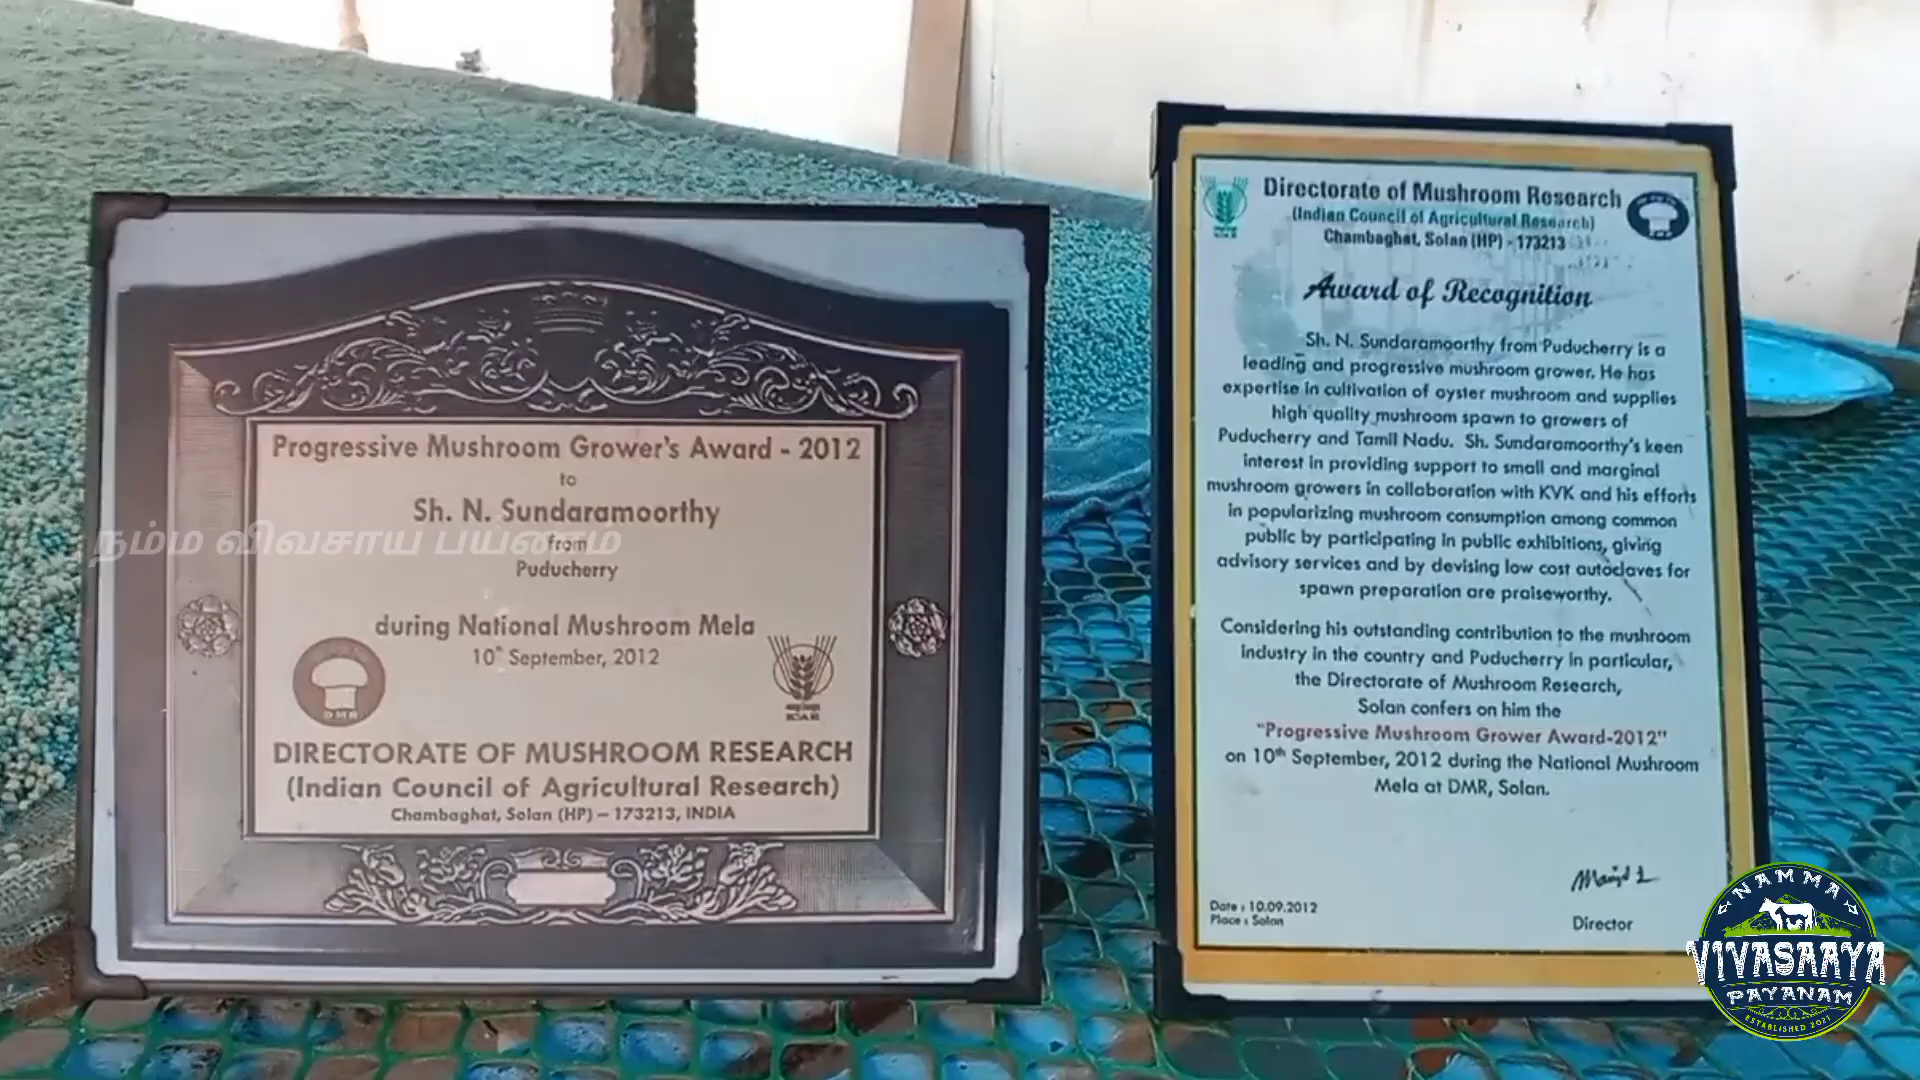 Progressive Mushroom Grower's Award - 2012
to
Sh. N. Sundaramoorthy
from
Puducherry
during National Mushroom Mela
10th September, 2012
DMR
ICAR
DIRECTORATE OF MUSHROOM RESEARCH
(Indian Council of Agricultural Research)
Chambaghat, Solan (HP) – 173213, INDIA
நம்ம விவசாய பயணம்
Directorate of Mushroom Research
(Indian Council of Agricultural Research)
Chambaghat, Solan (HP) - 173213
Award of Recognition
Sh. N. Sundaramoorthy from Puducherry is a
leading and progressive mushroom grower. He has
expertise in cultivation of oyster mushroom and supplies
high quality mushroom spawn to growers of
Puducherry and Tamil Nadu. Sh. Sundaramoorthy's keen
interest in providing support to small and marginal
mushroom growers in collaboration with KVK and his efforts
in popularizing mushroom consumption among common
public by participating in public exhibitions, giving
advisory services and by devising low cost autoclaves for
spawn preparation are praiseworthy.
Considering his outstanding contribution to the mushroom
industry in the country and Puducherry in particular,
the Directorate of Mushroom Research,
Solan confers on him the
"Progressive Mushroom Grower Award-2012"
on 10th September, 2012 during the National Mushroom
Mela at DMR, Solan.
Date : 10.09.2012
Place : Solan
Director
NAMMA
VIVASAAYA
PAYANAM
ESTABLISHED 2021